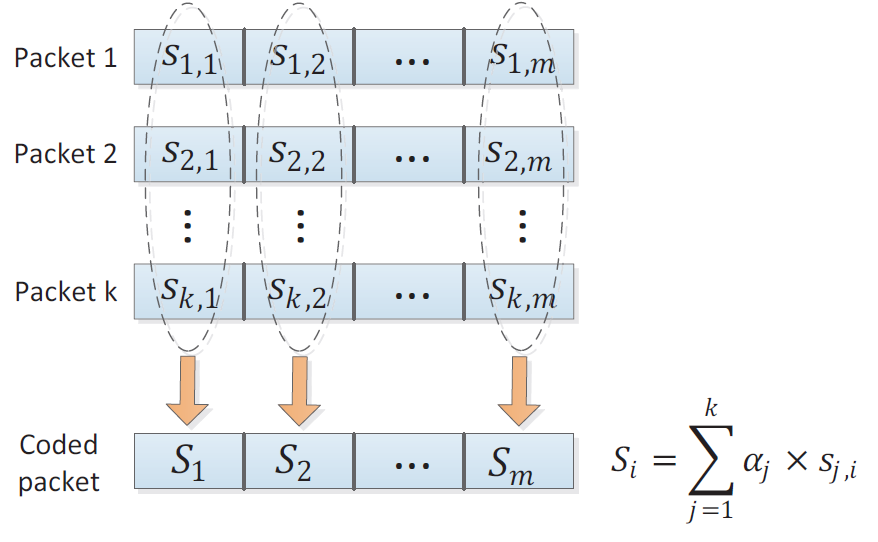 Packet 1 s1,1 s1,2 ... s1,m
Packet 2 s2,1 s2,2 ... s2,m
⋮ ⋮ ⋮
Packet k sk,1 sk,2 ... sk,m
Coded packet S1 S2 ... Sm
Si = ∑_{j=1}^{k} αj × sj,i